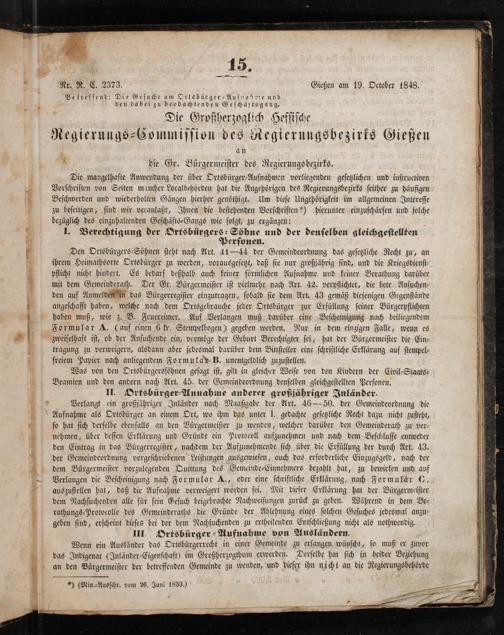 15.
Nr. R. C. 2373. Gießen am 19. October 1848.
Betreffend: Die Gesuche um Ortsbürger-Aufnahme und
den dabei zu beobachtenden Geschäftsgang.
Die Großherzoglich Hessische
Regierungs-Commission des Regierungsbezirks Gießen
an
die Gr. Bürgermeister des Regierungsbezirks.
Die mangelhafte Anwendung der über Ortsbürger-Aufnahmen vorliegenden gesetzlichen und instructiven
Vorschriften von Seiten mancher Localbehörden hat die Angehörigen des Regierungsbezirks seither zu häufigen
Beschwerden und wiederholten Gängen hierher genöthigt. Um diese Ungehörigkeit im allgemeinen Interesse
zu beseitigen, sind wir veranlaßt, Ihnen die bestehenden Vorschriften*) hierunter einzuschärfen und solche
bezüglich des einzuhaltenden Geschäfts-Gangs wie folgt, zu ergänzen:
I. Berechtigung der Ortsbürgers-Söhne und der denselben gleichgestellten
Personen.
Den Ortsbürgers-Söhnen steht nach Art. 41—44 der Gemeindeordnung das gesetzliche Recht zu, an
ihrem Heimathsorte Ortsbürger zu werden, vorausgesetzt, daß sie nur großjährig sind, und die Kriegsdienst-
pflicht nicht hindert. Es bedarf deßhalb auch keiner förmlichen Aufnahme und keiner Berathung darüber
mit dem Gemeinderath. Der Gr. Bürgermeister ist vielmehr nach Art. 42. verpflichtet, die betr. Ansuchen-
den auf Anmelden in das Bürgerregister einzutragen, sobald sie dem Art. 43 gemäß diejenigen Gegenstände
angeschafft haben, welche nach dem Ortsgebrauche jeder Ortsbürger zur Erfüllung seiner Bürgerpflichten
haben muß, wie z. B. Feuereimer. Auf Verlangen muß darüber eine Bescheinigung nach beiliegendem
Formular A. (auf einen 6 kr. Stempelbogen) gegeben werden. Nur in dem einzigen Falle, wenn es
zweifelhaft ist, ob der Ansuchende ein, vermöge der Geburt Berechtigter sei, hat der Bürgermeister die Ein-
tragung zu verweigern, alsdann aber jedesmal darüber dem Bittsteller eine schriftliche Erklärung auf stempel-
freiem Papier nach anliegendem Formular B. unentgeldlich zuzustellen.
Was von den Ortsbürgerssöhnen gesagt ist, gilt in gleicher Weise von den Kindern der Civil-Staats-
Beamten und den andern nach Art. 45. der Gemeindeordnung denselben gleichgestellten Personen.
II. Ortsbürger-Annahme anderer großjähriger Inländer.
Verlangt ein großjähriger Inländer nach Maasgabe der Art. 46—50. der Gemeindeordnung die
Aufnahme als Ortsbürger an einem Ort, wo ihm das unter I. gedachte gesetzliche Recht dazu nicht zusteht,
so hat sich derselbe ebenfalls an den Bürgermeister zu wenden, welcher darüber den Gemeinderath zu ver-
nehmen, über dessen Erklärung und Gründe ein Protocoll aufzunehmen und nach dem Beschlusse entweder
den Eintrag in das Bürgerregister, nachdem der Aufzunehmende sich über die Erfüllung der durch Art. 43.
der Gemeindeordnung vorgeschriebenen Leistungen ausgewiesen, auch das erforderliche Einzugsgeld, nach der
dem Bürgermeister vorzulegenden Quittung des Gemeinde-Einnehmers bezahlt hat, zu bewirken und auf
Verlangen die Bescheinigung nach Formular A., oder eine schriftliche Erklärung, nach Formular C,
auszustellen hat, daß die Aufnahme verweigert worden sei. Mit dieser Erklärung hat der Bürgermeister
dem Nachsuchenden alle für sein Gesuch beigebrachte Nachweisungen zurück zu geben. Während in dem Be-
rathungs-Protocolle des Gemeinderaths die Gründe der Ablehnung eines solchen Gesuches jedesmal anzu-
geben sind, erscheint dieses bei der dem Nachsuchenden zu ertheilenden Entschließung nicht als nothwendig.
III. Ortsbürger-Aufnahme von Ausländern.
Wenn ein Ausländer das Ortsbürgerrecht in einer Gemeinde zu erlangen wünscht, so muß er zuvor
das Indigenat (Inländer-Eigenschaft) im Großherzogthum erwerben. Derselbe hat sich in beider Beziehung
an den Bürgermeister der betreffenden Gemeinde zu wenden, und dieser ihn nicht an die Regierungsbehörde
*) (Min.-Ausschr. vom 26. Juni 1833.)